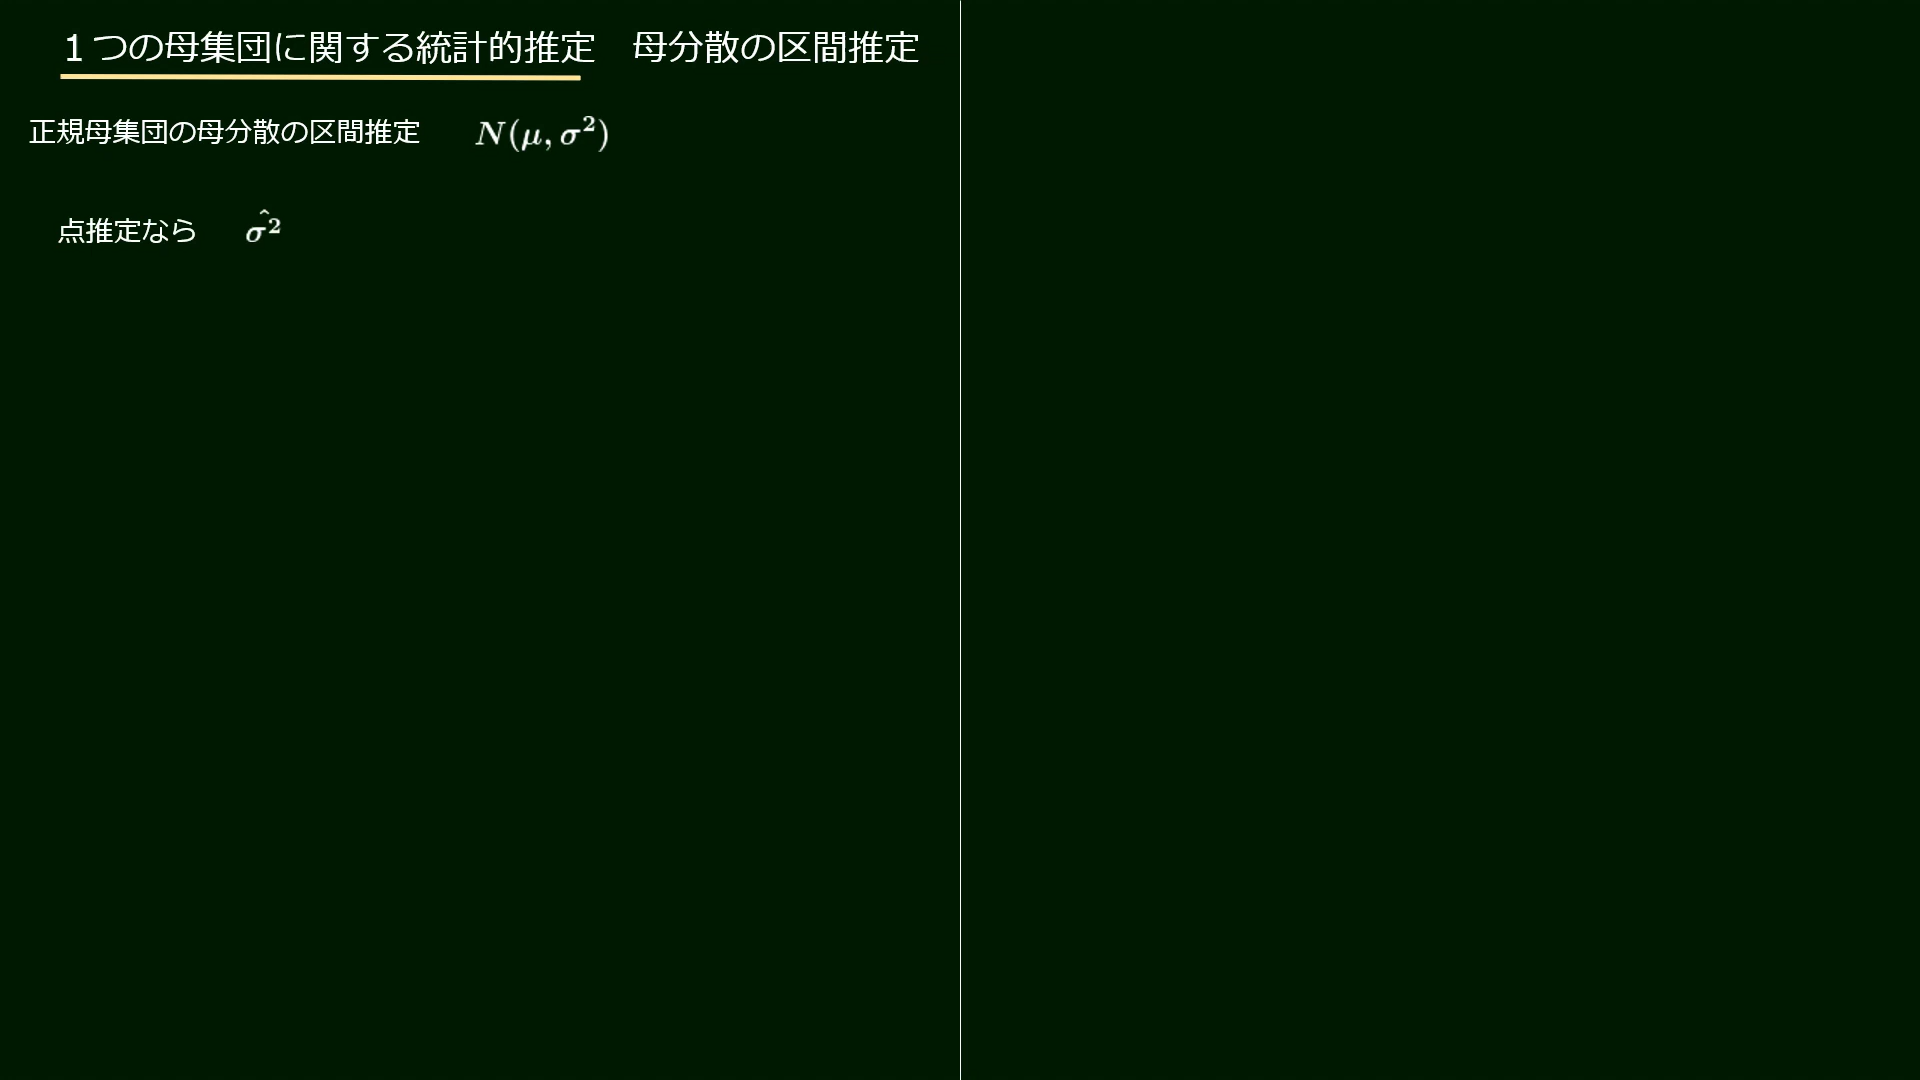 １つの母集団に関する統計的推定　母分散の区間推定
正規母集団の母分散の区間推定　N(μ, σ²)
点推定なら　\hat{σ²}